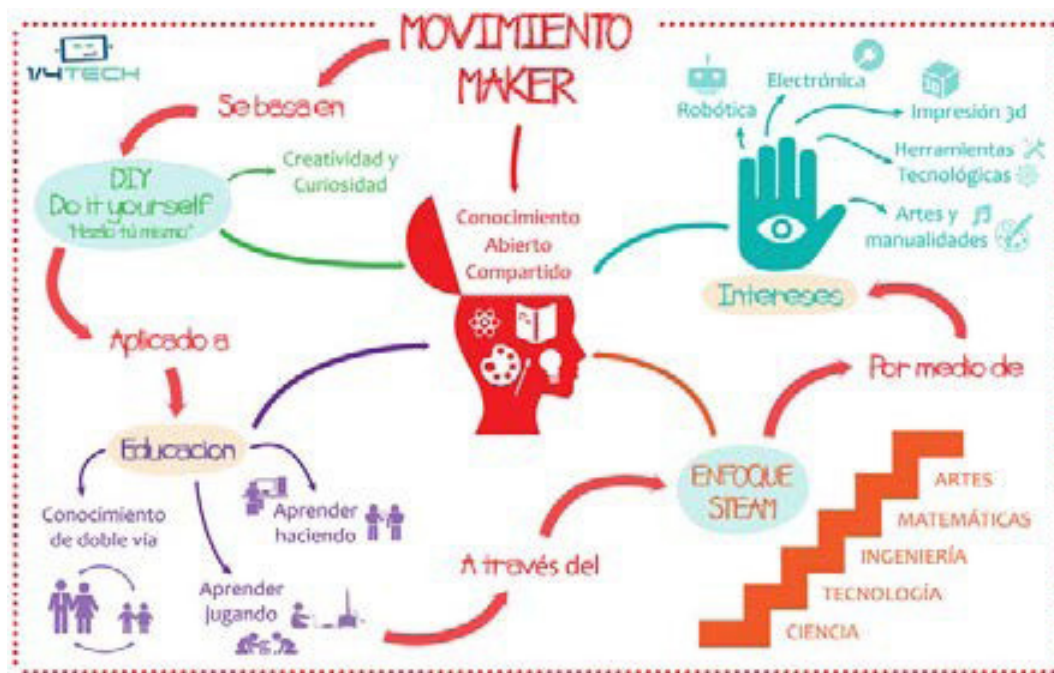 MOVIMIENTO
MAKER
1/4TECH
Se basa en
DIY
Do it yourself
"Hazlo tú mismo"
Creatividad y
Curiosidad
Conocimiento
Abierto
Compartido
Robótica
Electrónica
Impresión 3d
Herramientas
Tecnológicas
Artes y
manualidades
Intereses
Aplicado a
Educacion
Conocimiento
de doble vía
Aprender
Jugando
Aprender
haciendo
A través del
ENFOQUE
STEAM
Por medio de
ARTES
MATEMÁTICAS
INGENIERÍA
TECNOLOGÍA
CIENCIA